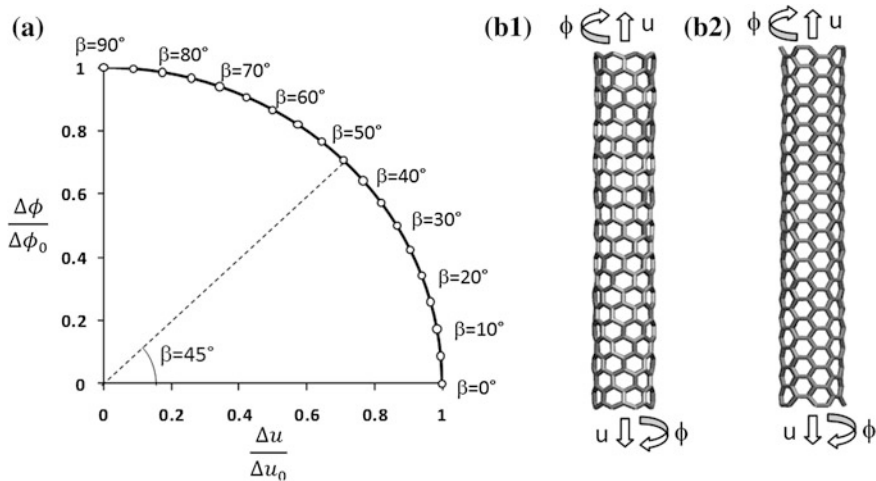 (a)
β=90°
β=80°
β=70°
β=60°
β=50°
β=40°
β=30°
β=20°
β=10°
β=0°
β=45°
1
0.8
0.6
0.4
0.2
0
Δϕ
Δϕ0
0 0.2 0.4 0.6 0.8 1
Δu
Δu0
(b1)
ϕ u
u ϕ
(b2)
ϕ u
u ϕ